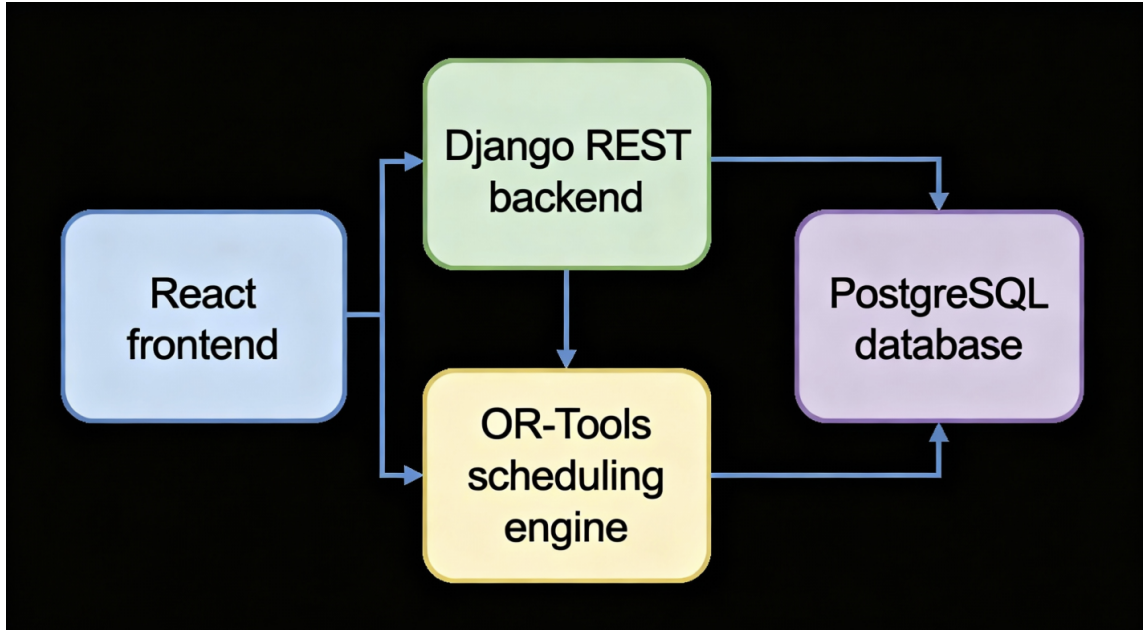 React
frontend
Django REST
backend
OR-Tools
scheduling
engine
PostgreSQL
database